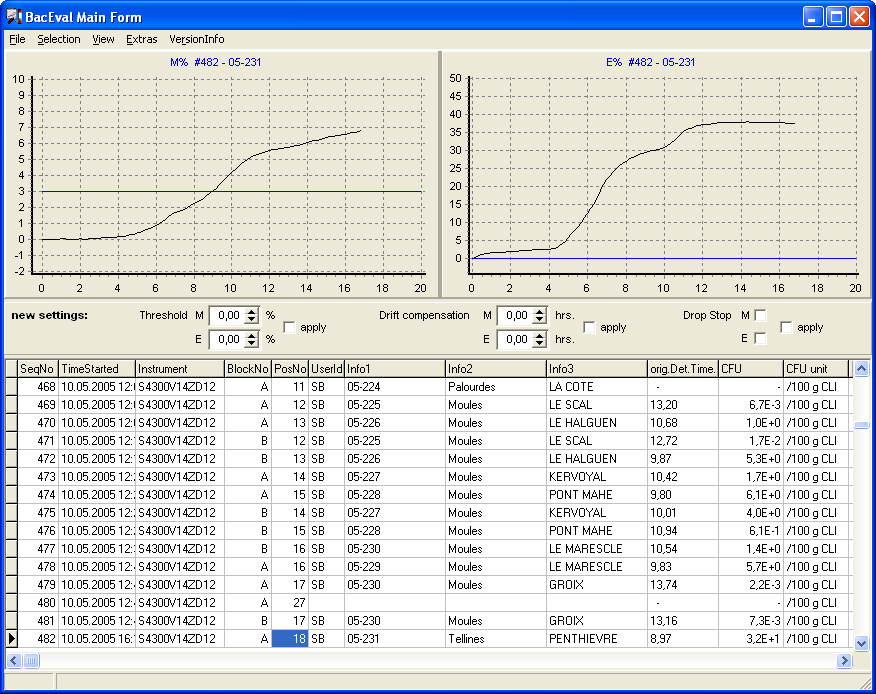 BacEval Main Form
File Selection View Extras VersionInfo
M% #482 - 05-231
10
9
8
7
6
5
4
3
2
1
0
-1
-2
0 2 4 6 8 10 12 14 16 18 20
E% #482 - 05-231
50
45
40
35
30
25
20
15
10
5
0
0 2 4 6 8 10 12 14 16 18 20
new settings: Threshold M 0,00 % apply Drift compensation M 0,00 hrs. apply Drop Stop M apply
E 0,00 % E 0,00 hrs. E
SeqNo TimeStarted Instrument BlockNo PosNo UserId Info1 Info2 Info3 orig.Det.Time. CFU CFU unit
468 10.05.2005 12:0 S4300V14ZD12 A 11 SB 05-224 Palourdes LA COTE - - /100 g CLI
469 10.05.2005 12:0 S4300V14ZD12 A 12 SB 05-225 Moules LE SCAL 13,20 6,7E-3 /100 g CLI
470 10.05.2005 12:0 S4300V14ZD12 A 13 SB 05-226 Moules LE HALGUEN 10,68 1,0E+0 /100 g CLI
471 10.05.2005 12: S4300V14ZD12 B 12 SB 05-225 Moules LE SCAL 12,72 1,7E-2 /100 g CLI
472 10.05.2005 12: S4300V14ZD12 B 13 SB 05-226 Moules LE HALGUEN 9,87 5,3E+0 /100 g CLI
473 10.05.2005 12:2 S4300V14ZD12 A 14 SB 05-227 Moules KERVOYAL 10,42 1,7E+0 /100 g CLI
474 10.05.2005 12:2 S4300V14ZD12 A 15 SB 05-228 Moules PONT MAHE 9,80 6,1E+0 /100 g CLI
475 10.05.2005 12:2 S4300V14ZD12 B 14 SB 05-227 Moules KERVOYAL 10,01 4,0E+0 /100 g CLI
476 10.05.2005 12: S4300V14ZD12 B 15 SB 05-228 Moules PONT MAHE 10,94 6,1E-1 /100 g CLI
477 10.05.2005 12: S4300V14ZD12 B 16 SB 05-230 Moules LE MARESCLE 10,54 1,4E+0 /100 g CLI
478 10.05.2005 12:4 S4300V14ZD12 A 16 SB 05-229 Moules LE MARESCLE 9,83 5,7E+0 /100 g CLI
479 10.05.2005 12:4 S4300V14ZD12 A 17 SB 05-230 Moules GROIX 13,74 2,2E-3 /100 g CLI
480 10.05.2005 12:4 S4300V14ZD12 A 27 - - /100 g CLI
481 10.05.2005 12:4 S4300V14ZD12 B 17 SB 05-230 Moules GROIX 13,16 7,3E-3 /100 g CLI
482 10.05.2005 16: S4300V14ZD12 A 18 SB 05-231 Tellines PENTHIEVRE 8,97 3,2E+1 /100 g CLI